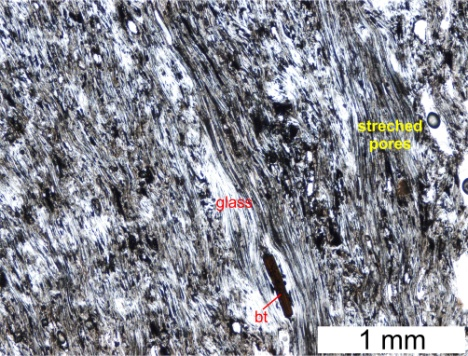 streched
pores
glass
bt
1 mm